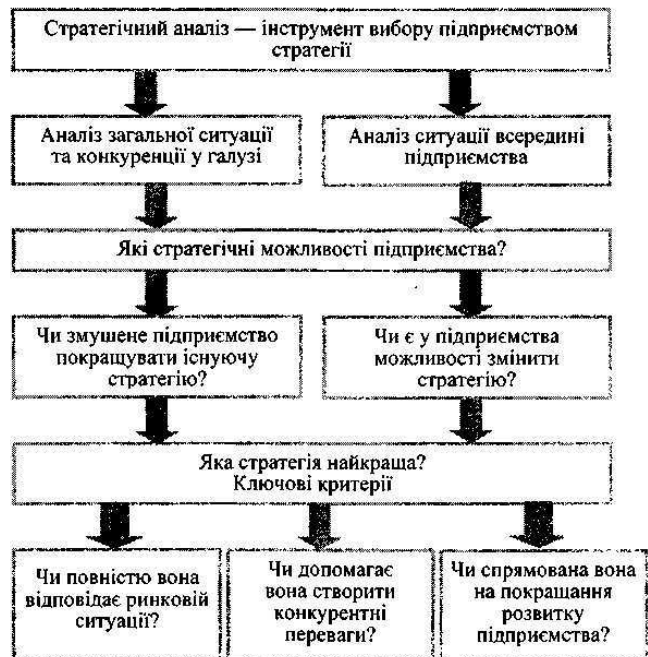 Стратегічний аналіз — інструмент вибору підприємством
стратегії
Аналіз загальної ситуації
та конкуренції у галузі
Аналіз ситуації всередині
підприємства
Які стратегічні можливості підприємства?
Чи змушене підприємство
покращувати існуючу
стратегію?
Чи є у підприємства
можливості змінити
стратегію?
Яка стратегія найкраща?
Ключові критерії
Чи повністю вона
відповідає ринковій
ситуації?
Чи допомагає
вона створити
конкурентні
переваги?
Чи спрямована вона
на покращання
розвитку
підприємства?